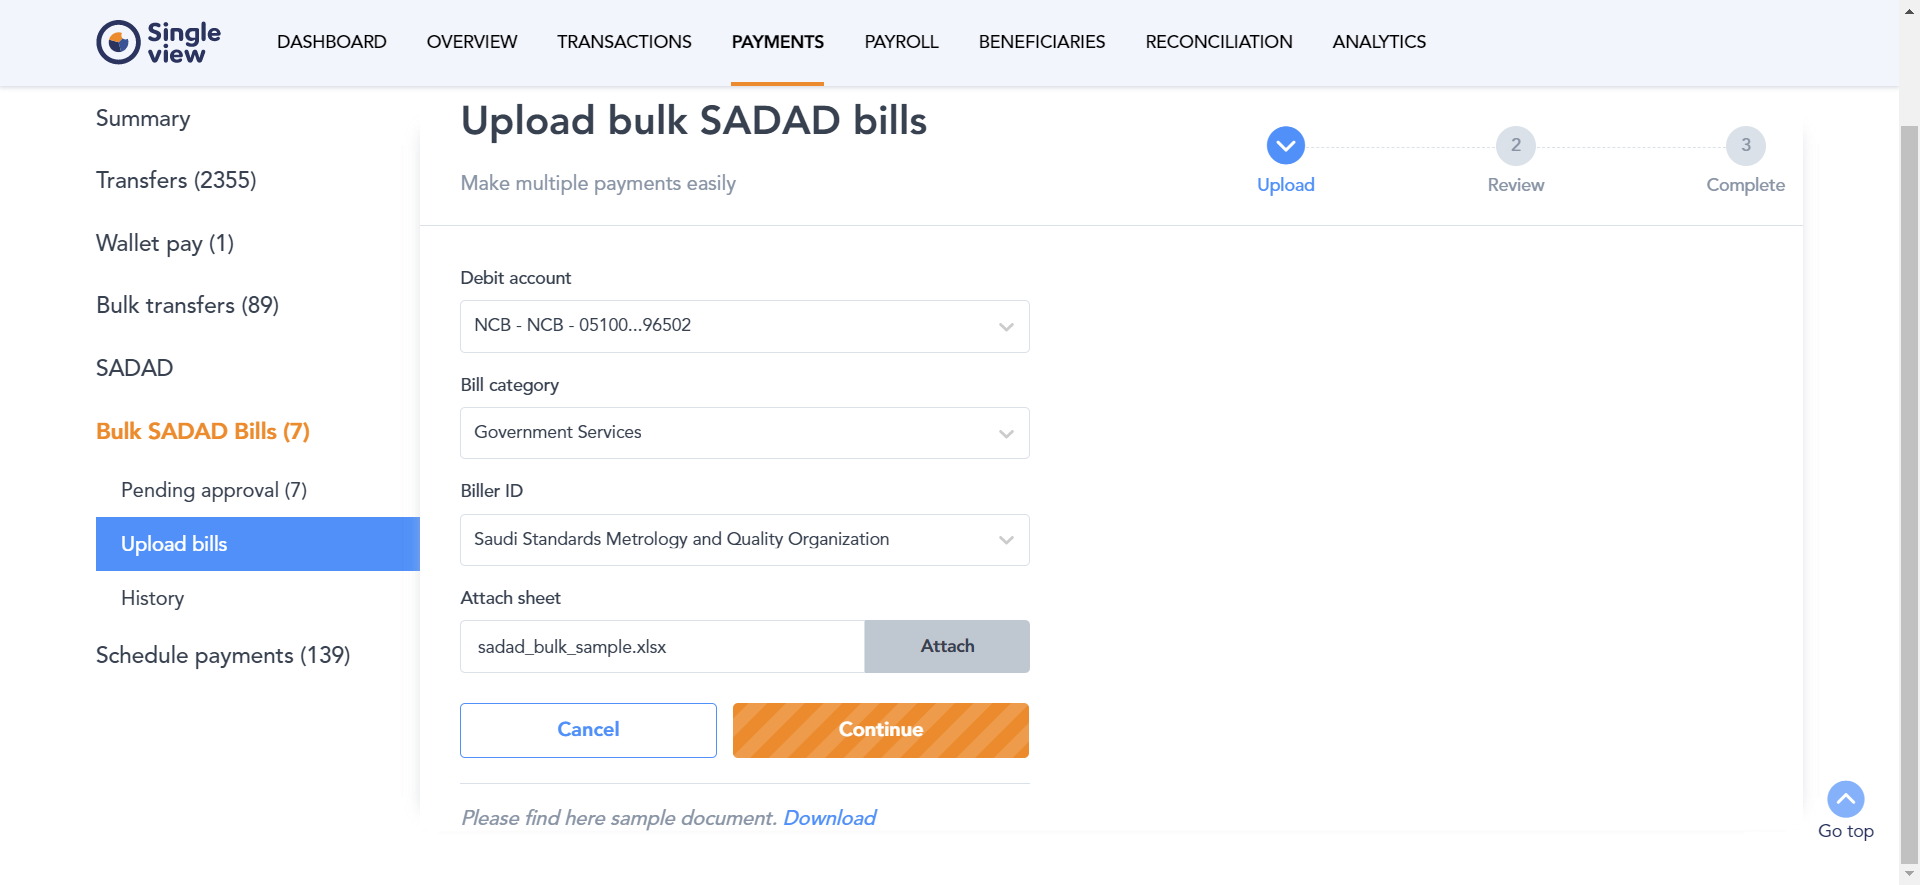 Single
view
DASHBOARD OVERVIEW TRANSACTIONS PAYMENTS PAYROLL BENEFICIARIES RECONCILIATION ANALYTICS
Summary
Transfers (2355)
Wallet pay (1)
Bulk transfers (89)
SADAD
Bulk SADAD Bills (7)
Pending approval (7)
Upload bills
History
Schedule payments (139)
Upload bulk SADAD bills
Make multiple payments easily
2 3
Upload Review Complete
Debit account
NCB - NCB - 05100...96502
Bill category
Government Services
Biller ID
Saudi Standards Metrology and Quality Organization
Attach sheet
sadad_bulk_sample.xlsx Attach
Cancel Continue
Please find here sample document. Download
Go top